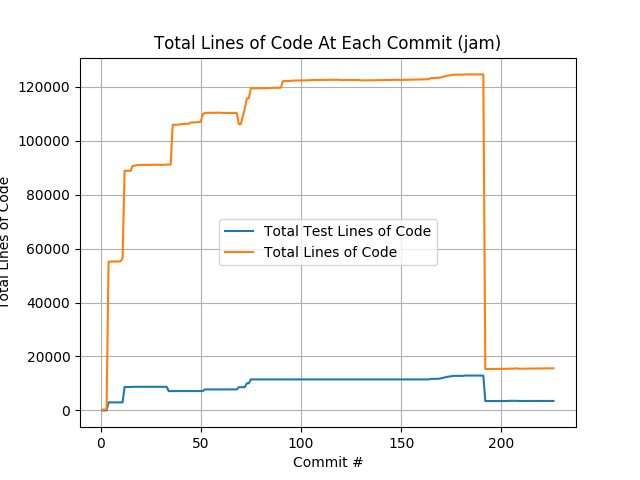 Total Lines of Code At Each Commit (jam)
Total Lines of Code
120000
100000
80000
60000
40000
20000
0
Total Test Lines of Code
Total Lines of Code
0 50 100 150 200
Commit #